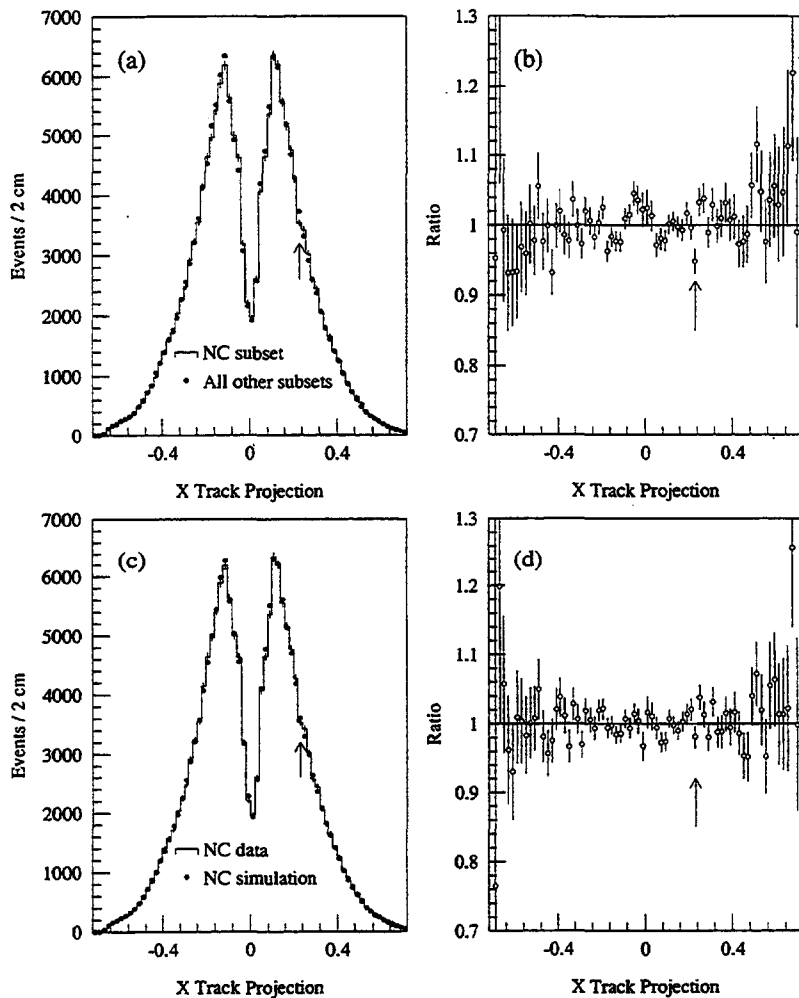 7000
6000
5000
4000
3000
2000
1000
0
Events / 2 cm
(a)
NC subset
All other subsets
-0.4
0
0.4
X Track Projection
1.3
1.2
1.1
1
0.9
0.8
0.7
Ratio
(b)
-0.4
0
0.4
X Track Projection
7000
6000
5000
4000
3000
2000
1000
0
Events / 2 cm
(c)
NC data
NC simulation
-0.4
0
0.4
X Track Projection
1.3
1.2
1.1
1
0.9
0.8
0.7
Ratio
(d)
-0.4
0
0.4
X Track Projection